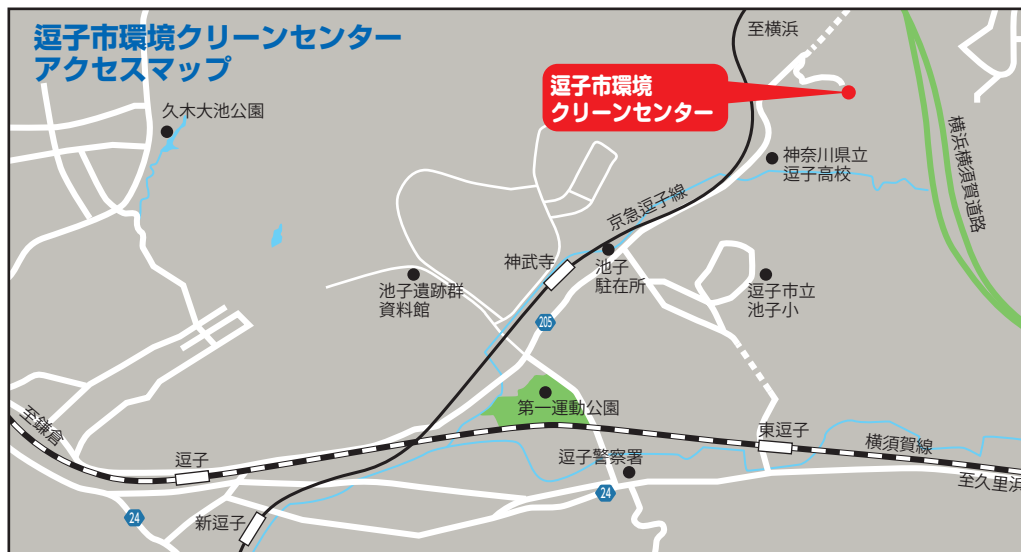 逗子市環境クリーンセンター
アクセスマップ
至横浜
逗子市環境
クリーンセンター
久木大池公園
横浜横須賀道路
神奈川県立
逗子高校
京急逗子線
神武寺
池子
駐在所
池子遺跡群
資料館
逗子市立
池子小
205
第一運動公園
至鎌倉
東逗子
横須賀線
逗子
逗子警察署
至久里浜
24
24
新逗子